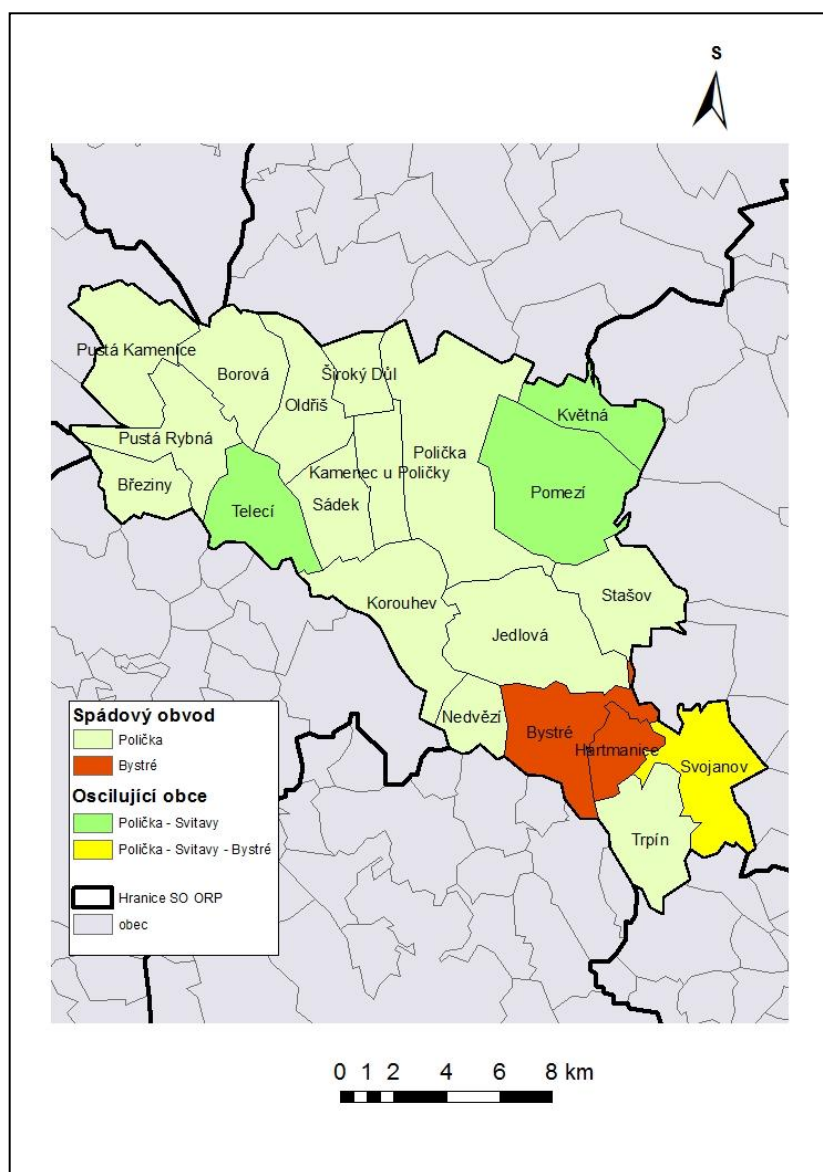 S
Pustá Kamenice
Borová
Široký Důl
Oldřiš
Květná
Pustá Rybná
Polička
Kamenec u Poličky
Březiny
Telecí
Sádek
Pomezí
Korouhev
Stašov
Jedlová
Nedvězí
Bystré
Hartmanice
Svojanov
Trpín
Spádový obvod
Polička
Bystré
Oscilující obce
Polička - Svitavy
Polička - Svitavy - Bystré
Hranice SO ORP
obec
0 1 2 4 6 8 km